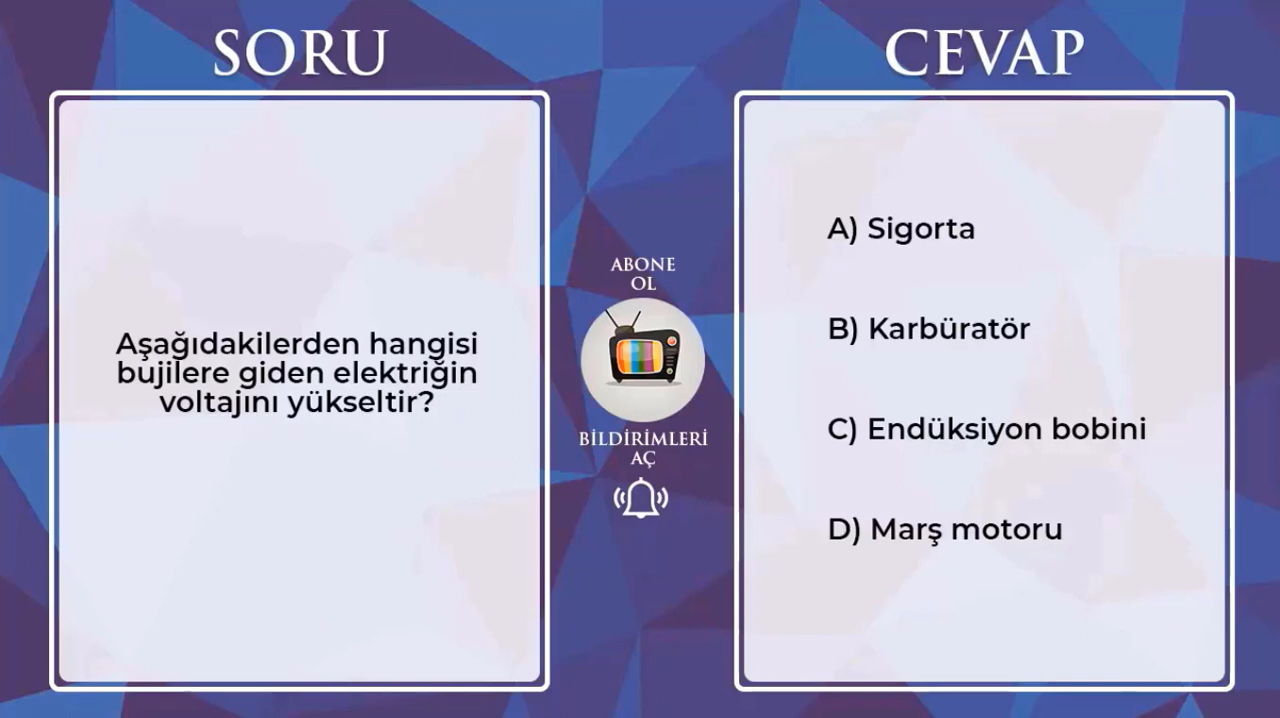 SORU
Aşağıdakilerden hangisi
bujilere giden elektriğin
voltajını yükseltir?
ABONE
OL
BİLDİRİMLERİ
AÇ
CEVAP
A) Sigorta
B) Karbüratör
C) Endüksiyon bobini
D) Marş motoru